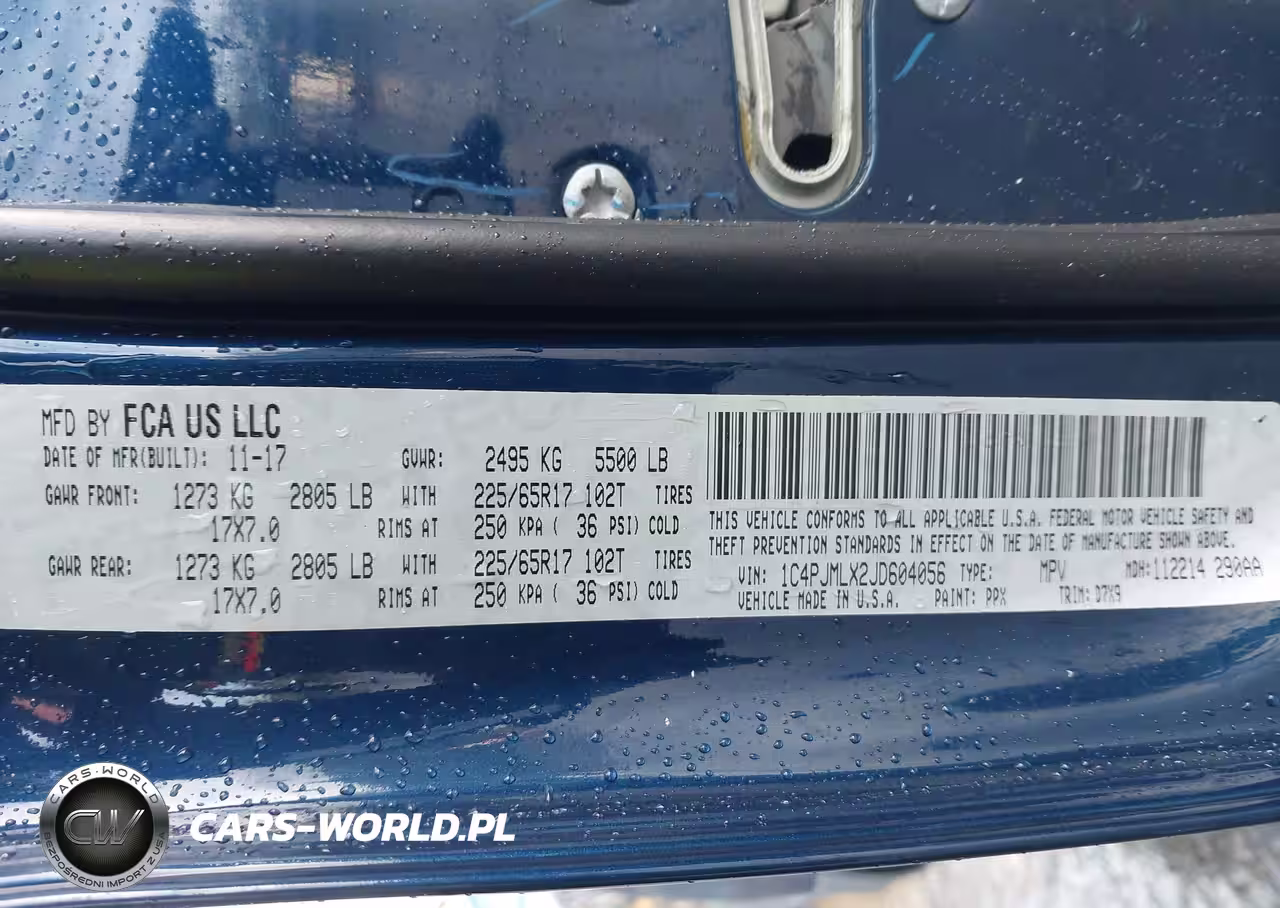 MFD BY FCA US LLC
DATE OF MFR(BUILT): 11-17 GVWR: 2495 KG 5500 LB
GAWR FRONT: 1273 KG 2805 LB WITH 225/65R17 102T TIRES
17X7.0 RIMS AT 250 KPA ( 36 PSI) COLD
GAWR REAR: 1273 KG 2805 LB WITH 225/65R17 102T TIRES
17X7.0 RIMS AT 250 KPA ( 36 PSI) COLD
THIS VEHICLE CONFORMS TO ALL APPLICABLE U.S.A. FEDERAL MOTOR VEHICLE SAFETY AND
THEFT PREVENTION STANDARDS IN EFFECT ON THE DATE OF MANUFACTURE SHOWN ABOVE.
VIN: 1C4PJMLX2JD604056 TYPE: MPV MDH: 112214 290AA
VEHICLE MADE IN U.S.A. PAINT: PPX TRIM: D7X9
CARS-WORLD
CW
BEZPOŚREDNI IMPORT Z USA
CARS-WORLD.PL